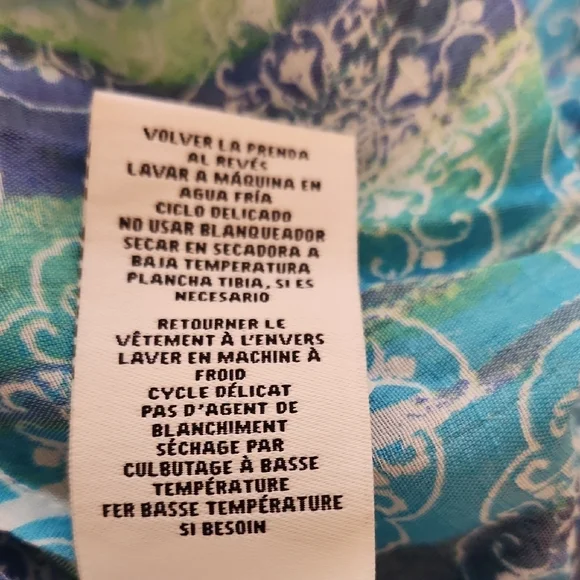 VOLVER LA PRENDA
AL REVÉS
LAVAR A MÁQUINA EN
AGUA FRÍA
CICLO DELICADO
NO USAR BLANQUEADOR
SECAR EN SECADORA A
BAJA TEMPERATURA
PLANCHA TIBIA, SI ES
NECESARIO
RETOURNER LE
VÊTEMENT À L'ENVERS
LAVER EN MACHINE À
FROID
CYCLE DÉLICAT
PAS D'AGENT DE
BLANCHIMENT
SÉCHAGE PAR
CULBUTAGE À BASSE
TEMPÉRATURE
FER BASSE TEMPÉRATURE
SI BESOIN